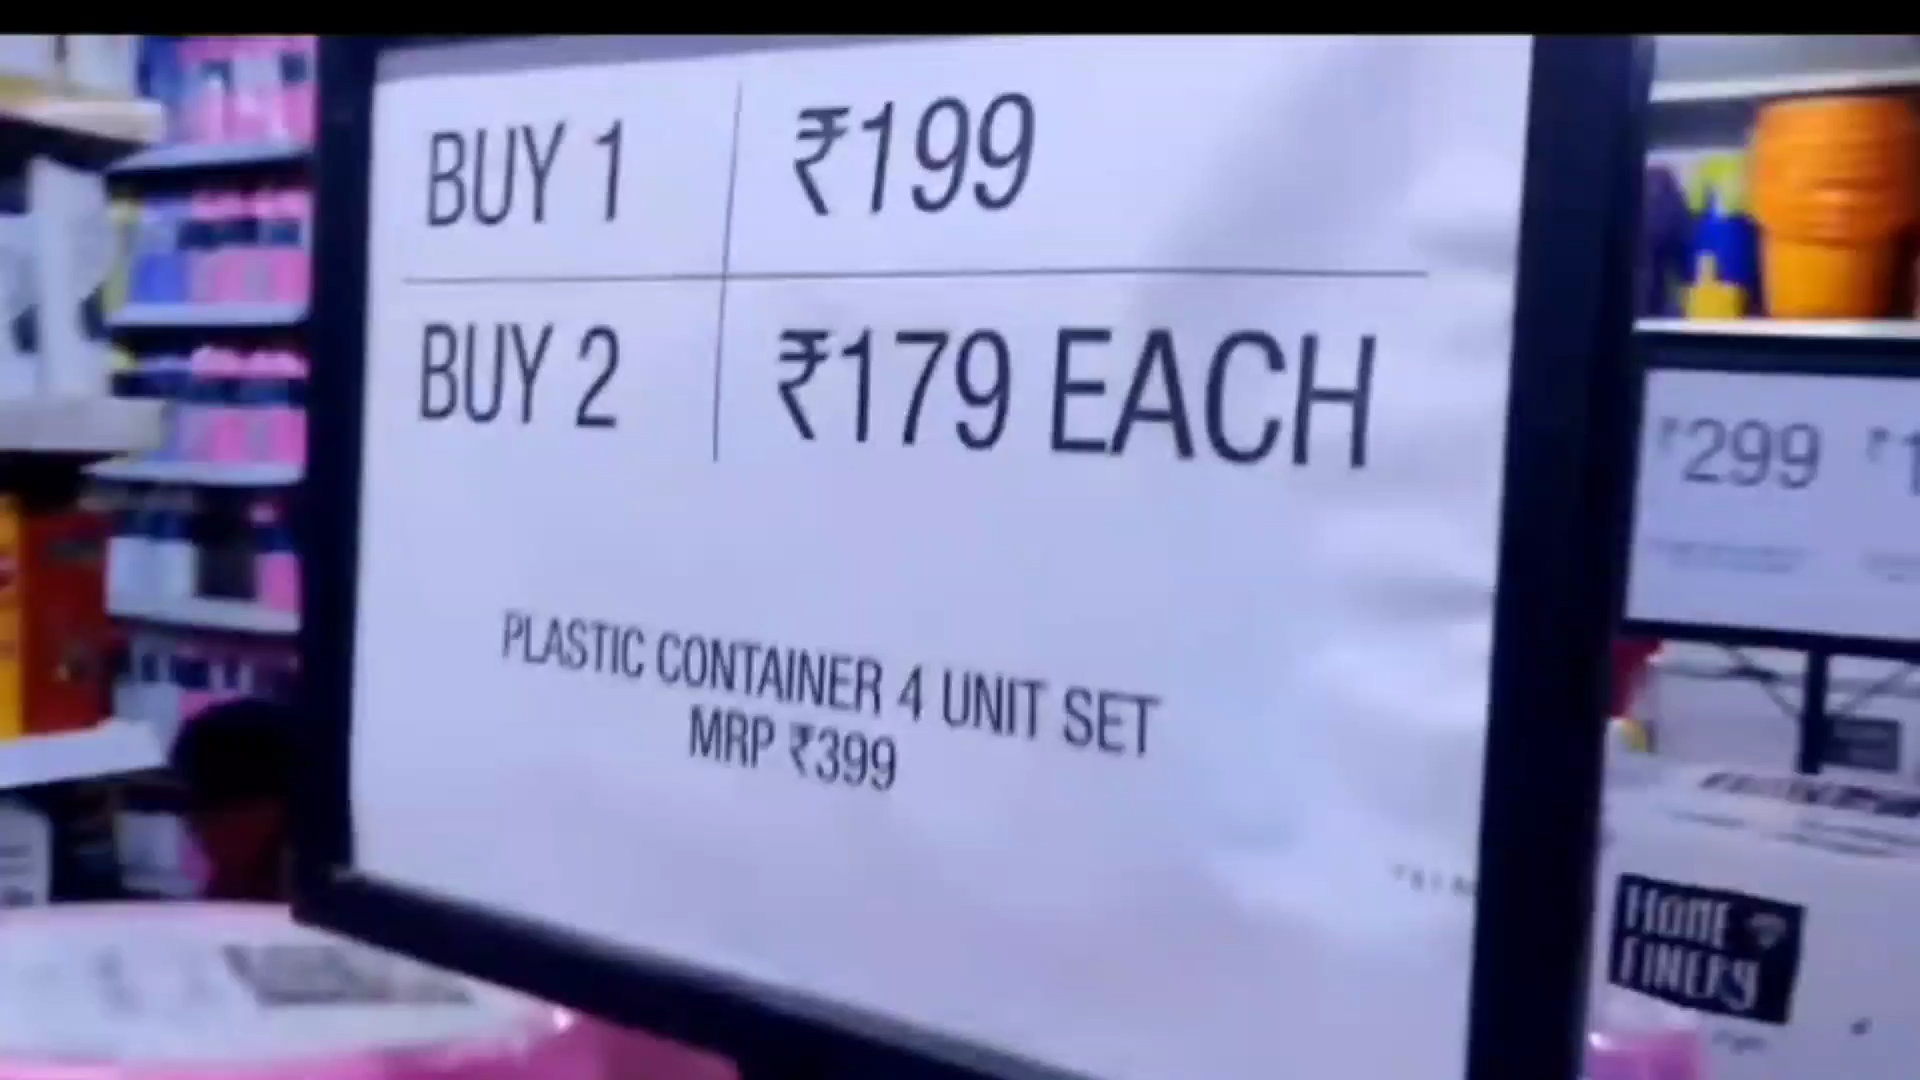 BUY 1 ₹199
BUY 2 ₹179 EACH
PLASTIC CONTAINER 4 UNIT SET
MRP ₹399
₹299
HOME
FINERY